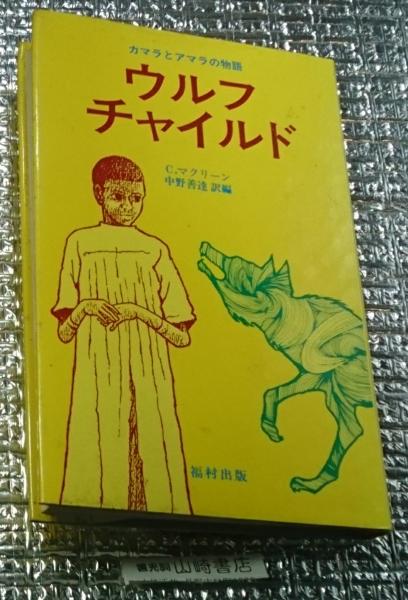 カマラとアマラの物語
ウルフ
チャイルド
C.マクリーン
中野善達 訳編
福村出版
山崎書店